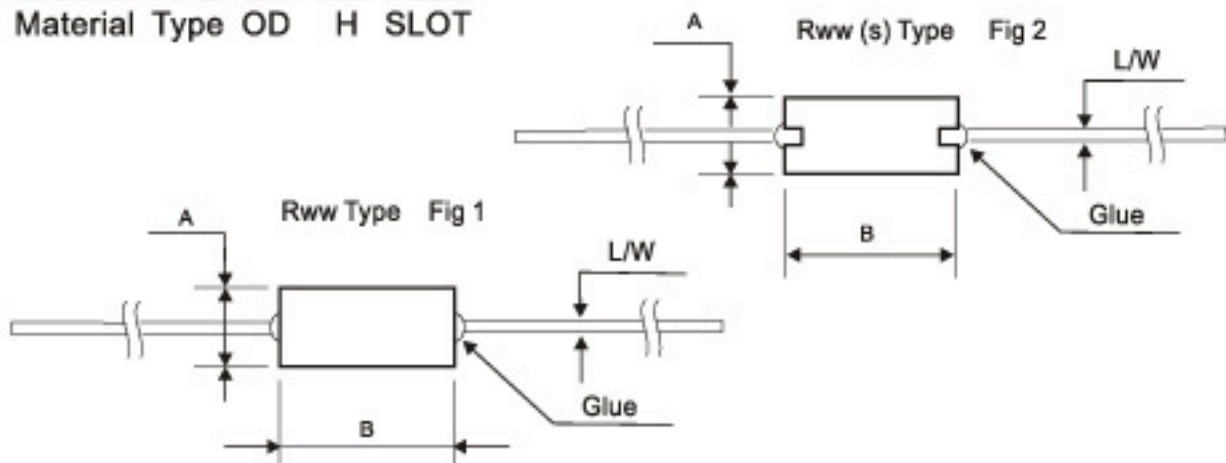 Material Type OD H SLOT
A
Rww (s) Type Fig 2
L/W
Glue
B
A
Rww Type Fig 1
L/W
Glue
B